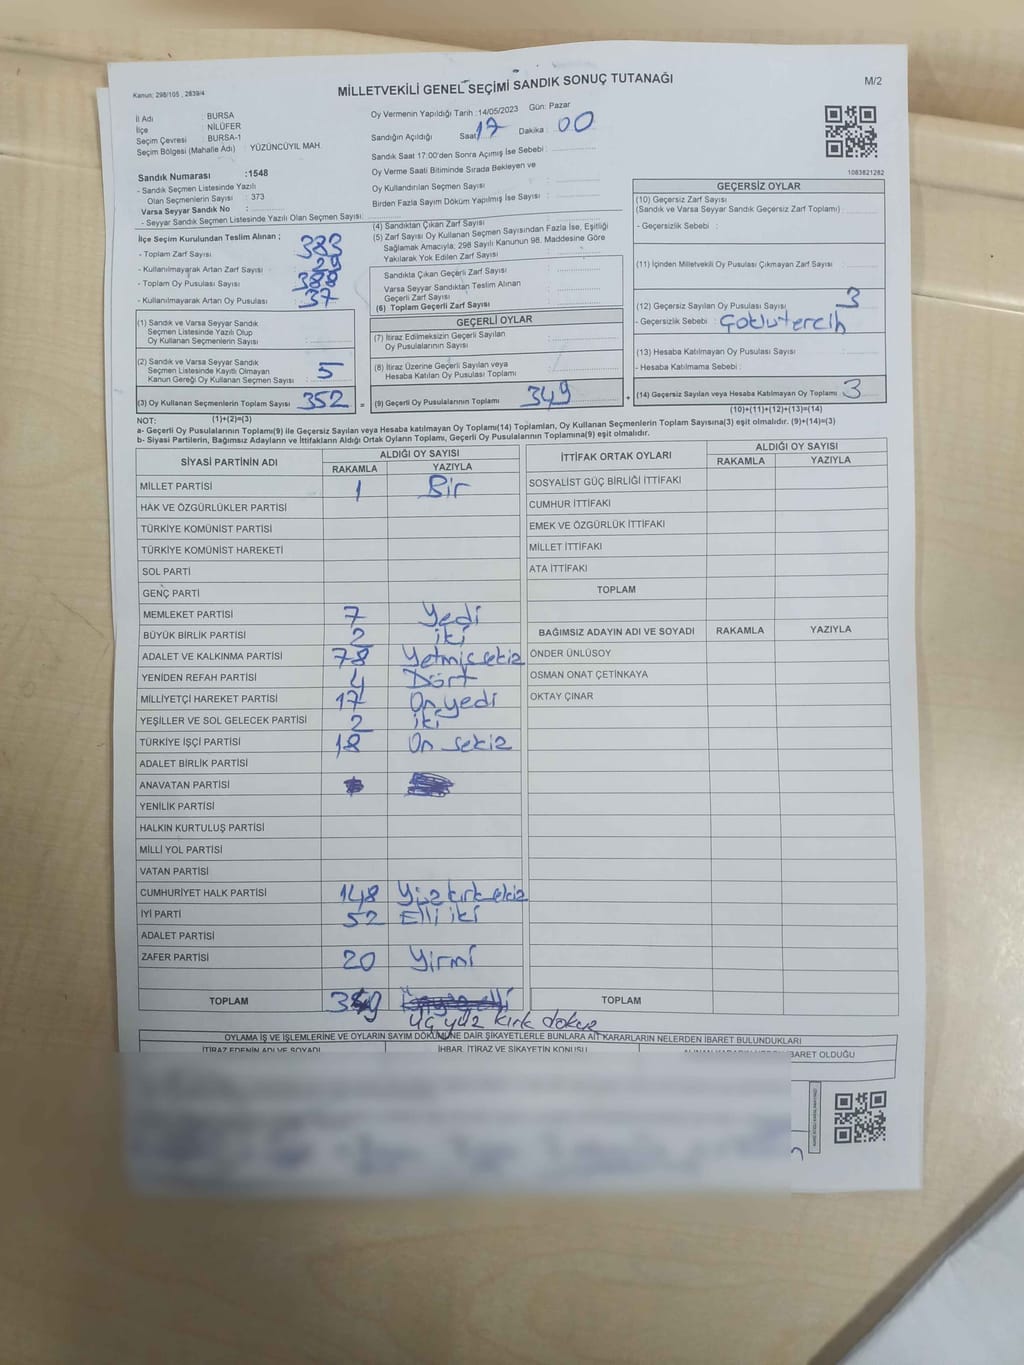 Kanun: 298/105 , 2839/4
MİLLETVEKİLİ GENEL SEÇİMİ SANDIK SONUÇ TUTANAĞI
M/2
İl Adı : BURSA
İlçe : NİLÜFER
Seçim Çevresi : BURSA-1
Seçim Bölgesi (Mahalle Adı) : YÜZÜNCÜYIL MAH.
Oy Vermenin Yapıldığı Tarih :14/05/2023 Gün: Pazar
Sandığın Açıldığı Saat 17 Dakika : 00
Sandık Saat 17:00'den Sonra Açımış İse Sebebi :
Oy Verme Saati Bitiminde Sırada Bekleyen ve
Oy Kullandırılan Seçmen Sayısı :
Birden Fazla Sayım Döküm Yapılmış İse Sayısı :
1083821282
Sandık Numarası :1548
- Sandık Seçmen Listesinde Yazılı
Olan Seçmenlerin Sayısı : 373
Varsa Seyyar Sandık No :
- Seyyar Sandık Seçmen Listesinde Yazılı Olan Seçmen Sayısı:
İlçe Seçim Kurulundan Teslim Alınan ;
- Toplam Zarf Sayısı : 383
- Kullanılmayarak Artan Zarf Sayısı : 29
- Toplam Oy Pusulası Sayısı : 388
- Kullanılmayarak Artan Oy Pusulası : 37
(1) Sandık ve Varsa Seyyar Sandık
Seçmen Listesinde Yazılı Olup
Oy Kullanan Seçmenlerin Sayısı :
(2) Sandık ve Varsa Seyyar Sandık
Seçmen Listesinde Kayıtlı Olmayan
Kanun Gereği Oy Kullanan Seçmen Sayısı : 5
(3) Oy Kullanan Seçmenlerin Toplam Sayısı : 352
(4) Sandıktan Çıkan Zarf Sayısı :
(5) Zarf Sayısı Oy Kullanan Seçmen Sayısından Fazla İse, Eşitliği
Sağlamak Amacıyla; 298 Sayılı Kanunun 98. Maddesine Göre
Yakılarak Yok Edilen Zarf Sayısı :
Sandıkla Çıkan Geçerli Zarf Sayısı :
Varsa Seyyar Sandıktan Teslim Alınan
Geçerli Zarf Sayısı :
(6) Toplam Geçerli Zarf Sayısı :
GEÇERLİ OYLAR
(7) İtiraz Edilmeksizin Geçerli Sayılan
Oy Pusulalarının Sayısı :
(8) İtiraz Üzerine Geçerli Sayılan veya
Hesaba Katılan Oy Pusulası Toplamı :
= (9) Geçerli Oy Pusulalarının Toplamı : 349 +
GEÇERSİZ OYLAR
(10) Geçersiz Zarf Sayısı
(Sandık ve Varsa Seyyar Sandık Geçersiz Zarf Toplamı) :
- Geçersizlik Sebebi :
(11) İçinden Milletvekili Oy Pusulası Çıkmayan Zarf Sayısı :
(12) Geçersiz Sayılan Oy Pusulası Sayısı : 3
- Geçersizlik Sebebi : Çoklu tercih
(13) Hesaba Katılmayan Oy Pusulası Sayısı :
- Hesaba Katılmama Sebebi :
(14) Geçersiz Sayılan veya Hesaba Katılmayan Oy Toplamı : 3
(10)+(11)+(12)+(13)=(14)
NOT: (1)+(2)=(3)
a- Geçerli Oy Pusulalarının Toplamı(9) ile Geçersiz Sayılan veya Hesaba katılmayan Oy Toplamı(14) Toplamları, Oy Kullanan Seçmenlerin Toplam Sayısına(3) eşit olmalıdır. (9)+(14)=(3)
b- Siyasi Partilerin, Bağımsız Adayların ve İttifakların Aldığı Ortak Oyların Toplamı, Geçerli Oy Pusulalarının Toplamına(9) eşit olmalıdır.
SİYASİ PARTİNİN ADI ALDIĞI OY SAYISI
RAKAMLA YAZIYLA
MİLLET PARTİSİ 1 Bir
HAK VE ÖZGÜRLÜKLER PARTİSİ
TÜRKİYE KOMÜNİST PARTİSİ
TÜRKİYE KOMÜNİST HAREKETİ
SOL PARTİ
GENÇ PARTİ
MEMLEKET PARTİSİ 7 Yedi
BÜYÜK BİRLİK PARTİSİ 2 iki
ADALET VE KALKINMA PARTİSİ 78 Yetmiş sekiz
YENİDEN REFAH PARTİSİ 4 Dört
MİLLİYETÇİ HAREKET PARTİSİ 17 On yedi
YEŞİLLER VE SOL GELECEK PARTİSİ 2 iki
TÜRKİYE İŞÇİ PARTİSİ 18 On sekiz
ADALET BİRLİK PARTİSİ
ANAVATAN PARTİSİ
YENİLİK PARTİSİ
HALKIN KURTULUŞ PARTİSİ
MİLLİ YOL PARTİSİ
VATAN PARTİSİ
CUMHURİYET HALK PARTİSİ 148 Yüz kırk sekiz
İYİ PARTİ 52 Elli iki
ADALET PARTİSİ
ZAFER PARTİSİ 20 Yirmi
TOPLAM 349
Üç yüz kırk dokuz
İTTİFAK ORTAK OYLARI ALDIĞI OY SAYISI
RAKAMLA YAZIYLA
SOSYALİST GÜÇ BİRLİĞİ İTTİFAKI
CUMHUR İTTİFAKI
EMEK VE ÖZGÜRLÜK İTTİFAKI
MİLLET İTTİFAKI
ATA İTTİFAKI
TOPLAM
BAĞIMSIZ ADAYIN ADI VE SOYADI RAKAMLA YAZIYLA
ÖNDER ÜNLÜSOY
OSMAN ONAT ÇETİNKAYA
OKTAY ÇINAR
TOPLAM
OYLAMA İŞ VE İŞLEMLERİNE VE OYLARIN SAYIM DÖKÜMÜNE DAİR ŞİKAYETLERLE BUNLARA AİT KARARLARIN NELERDEN İBARET BULUNDUKLARI
İTİRAZ EDENİN ADI VE SOYADI İHBAR, İTİRAZ VE ŞİKAYETİN KONUSU İBARET OLDUĞU